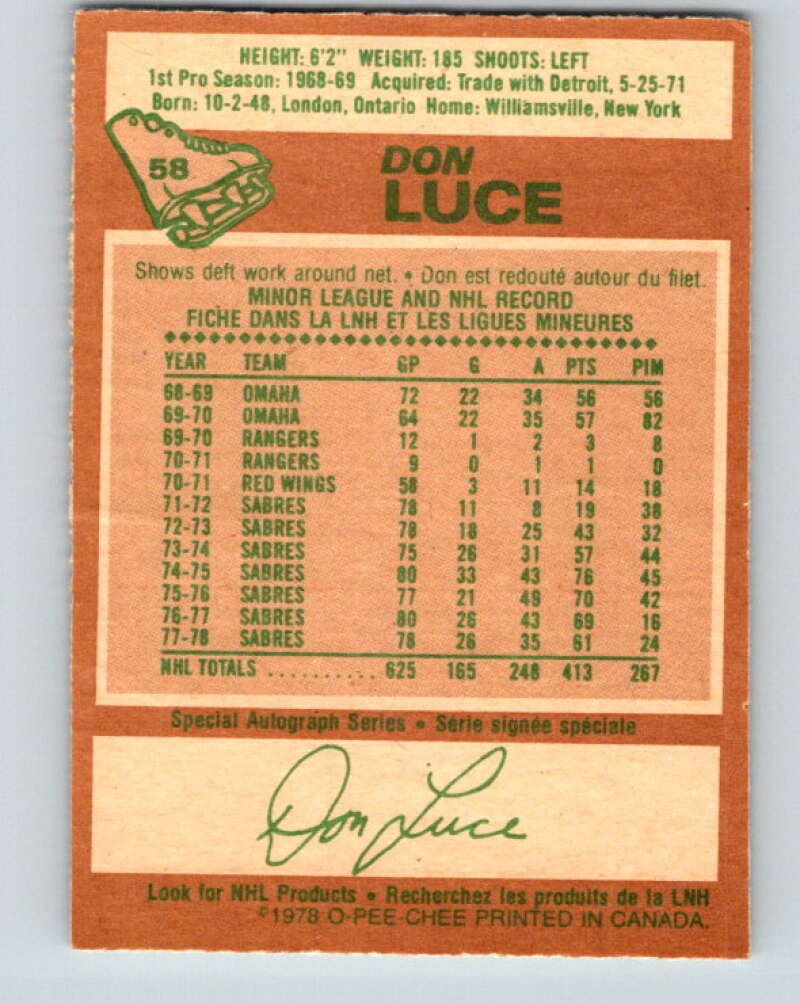 HEIGHT: 6'2" WEIGHT: 185 SHOOTS: LEFT
1st Pro Season: 1968-69 Acquired: Trade with Detroit, 5-25-71
Born: 10-2-48, London, Ontario Home: Williamsville, New York
58
DON
LUCE
Shows deft work around net. • Don est redouté autour du filet.
MINOR LEAGUE AND NHL RECORD
FICHE DANS LA LNH ET LES LIGUES MINEURES
YEAR TEAM GP G A PTS PIM
68-69 OMAHA 72 22 34 56 56
69-70 OMAHA 64 22 35 57 82
69-70 RANGERS 12 1 2 3 8
70-71 RANGERS 9 0 1 1 0
70-71 RED WINGS 58 3 11 14 18
71-72 SABRES 78 11 8 19 38
72-73 SABRES 78 18 25 43 32
73-74 SABRES 75 26 31 57 44
74-75 SABRES 80 33 43 76 45
75-76 SABRES 77 21 49 70 42
76-77 SABRES 80 26 43 69 16
77-78 SABRES 78 26 35 61 24
NHL TOTALS .......... 625 165 248 413 267
Special Autograph Series • Série signée spéciale
Don Luce
Look for NHL Products • Recherchez les produits de la LNH
©1978 O-PEE-CHEE PRINTED IN CANADA.